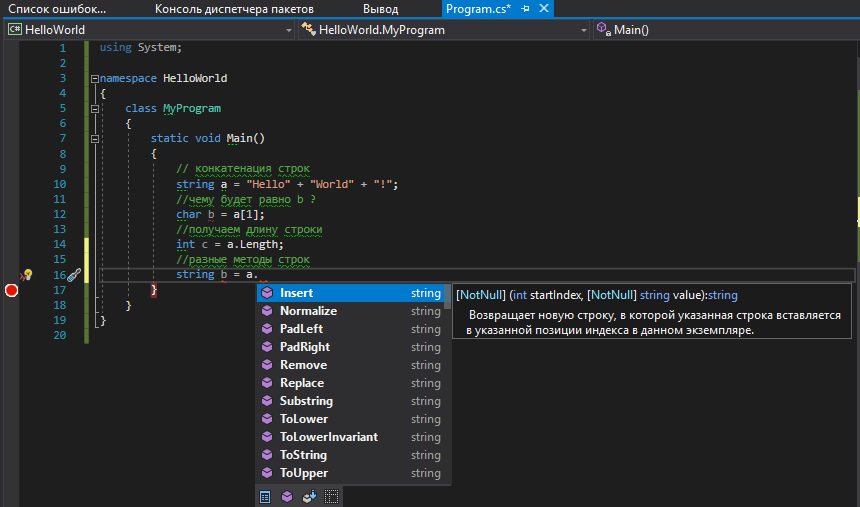 Список ошибок... Консоль диспетчера пакетов Вывод Program.cs*
HelloWorld HelloWorld.MyProgram Main()
1 using System;
2
3 namespace HelloWorld
4 {
5 class MyProgram
6 {
7 static void Main()
8 {
9 // конкатенация строк
10 string a = "Hello" + "World" + "!";
11 //чему будет равно b ?
12 char b = a[1];
13 //получаем длину строки
14 int c = a.Length;
15 //разные методы строк
16 string b = a.
17 }
18 }
19 }
20
Insert string
Normalize string
PadLeft string
PadRight string
Remove string
Replace string
Substring string
ToLower string
ToLowerInvariant string
ToString string
ToUpper string
[NotNull] (int startIndex, [NotNull] string value):string
Возвращает новую строку, в которой указанная строка вставляется
в указанной позиции индекса в данном экземпляре.